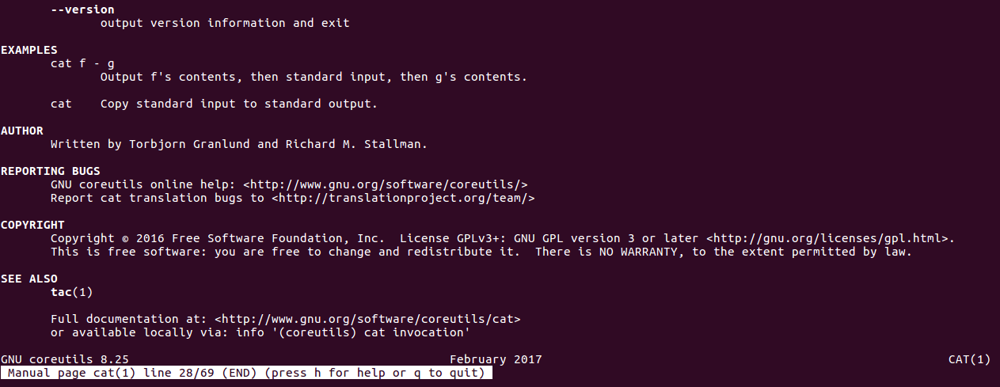 --version
output version information and exit
EXAMPLES
cat f - g
Output f's contents, then standard input, then g's contents.
cat    Copy standard input to standard output.
AUTHOR
Written by Torbjorn Granlund and Richard M. Stallman.
REPORTING BUGS
GNU coreutils online help: <http://www.gnu.org/software/coreutils/>
Report cat translation bugs to <http://translationproject.org/team/>
COPYRIGHT
Copyright © 2016 Free Software Foundation, Inc.  License GPLv3+: GNU GPL version 3 or later <http://gnu.org/licenses/gpl.html>.
This is free software: you are free to change and redistribute it.  There is NO WARRANTY, to the extent permitted by law.
SEE ALSO
tac(1)
Full documentation at: <http://www.gnu.org/software/coreutils/cat>
or available locally via: info '(coreutils) cat invocation'
GNU coreutils 8.25    February 2017    CAT(1)
Manual page cat(1) line 28/69 (END) (press h for help or q to quit)